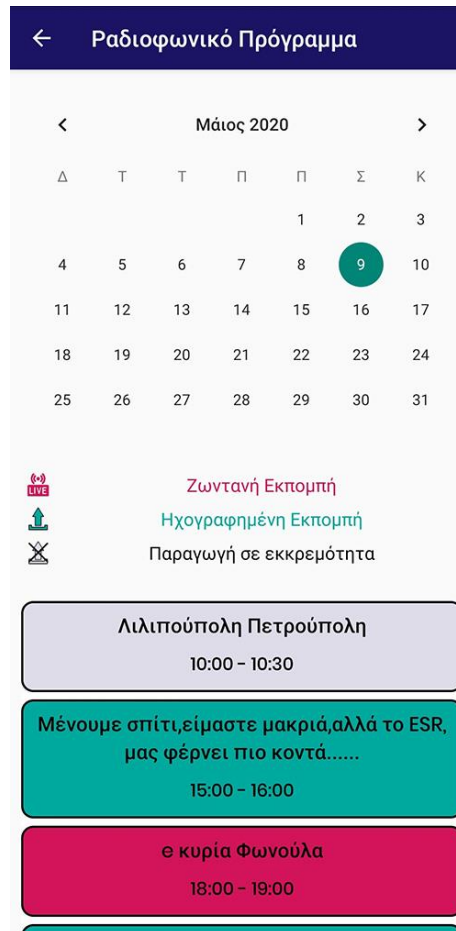 Ραδιοφωνικό Πρόγραμμα
Μάιος 2020
Δ Τ Τ Π Π Σ Κ
1 2 3
4 5 6 7 8 9 10
11 12 13 14 15 16 17
18 19 20 21 22 23 24
25 26 27 28 29 30 31
LIVE Ζωντανή Εκπομπή
Ηχογραφημένη Εκπομπή
Παραγωγή σε εκκρεμότητα
Λιλιπούπολη Πετρούπολη
10:00 - 10:30
Μένουμε σπίτι,είμαστε μακριά,αλλά το ESR,
μας φέρνει πιο κοντά......
15:00 - 16:00
e κυρία Φωνούλα
18:00 - 19:00